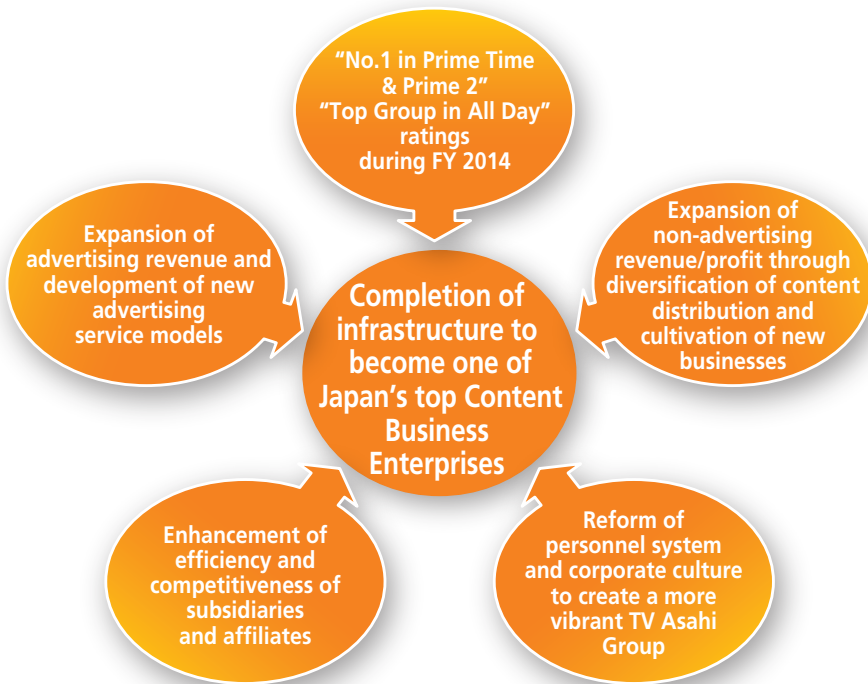 “No.1 in Prime Time
& Prime 2”
“Top Group in All Day”
ratings
during FY 2014
Expansion of
advertising revenue and
development of new
advertising
service models
Expansion of
non-advertising
revenue/profit through
diversification of content
distribution and
cultivation of new
businesses
Completion of
infrastructure to
become one of
Japan’s top Content
Business
Enterprises
Enhancement of
efficiency and
competitiveness of
subsidiaries
and affiliates
Reform of
personnel system
and corporate culture
to create a more
vibrant TV Asahi
Group